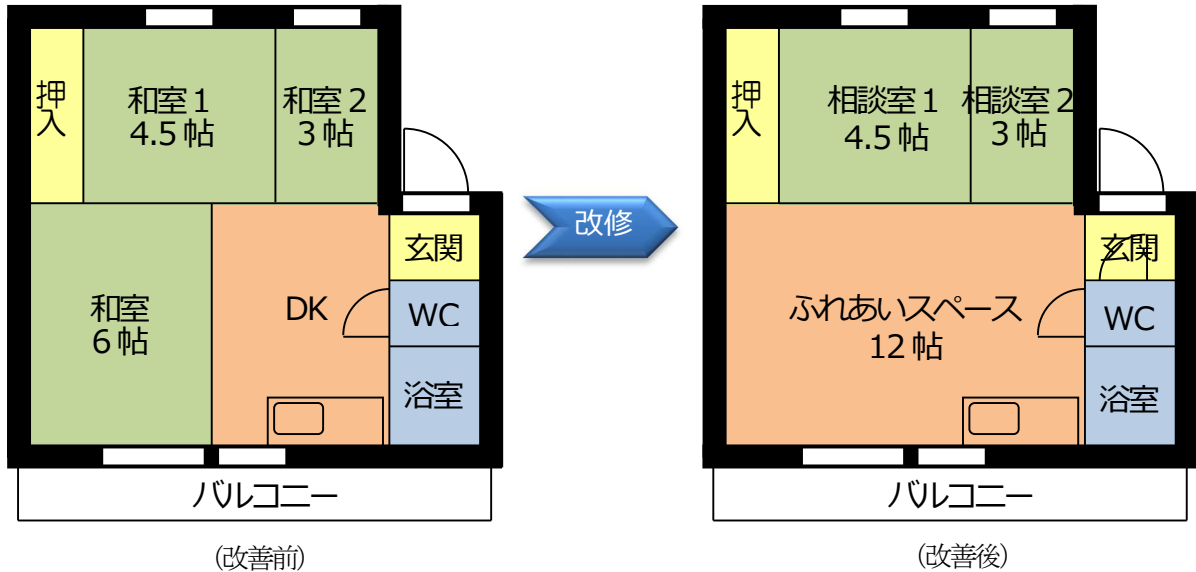 押
入
和室１
4.5 帖
和室２
3 帖
玄関
和室
6 帖
DK
WC
浴室
バルコニー
(改善前)
改修
押
入
相談室１
4.5 帖
相談室２
3 帖
玄関
ふれあいスペース
12 帖
WC
浴室
バルコニー
(改善後)